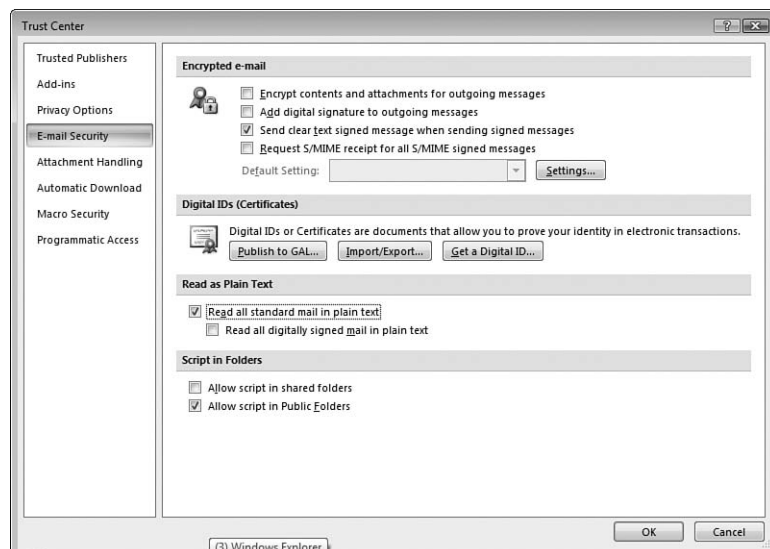 Trust Center
Trusted Publishers
Add-ins
Privacy Options
E-mail Security
Attachment Handling
Automatic Download
Macro Security
Programmatic Access
Encrypted e-mail
Encrypt contents and attachments for outgoing messages
Add digital signature to outgoing messages
Send clear text signed message when sending signed messages
Request S/MIME receipt for all S/MIME signed messages
Default Setting:
Settings...
Digital IDs (Certificates)
Digital IDs or Certificates are documents that allow you to prove your identity in electronic transactions.
Publish to GAL... Import/Export... Get a Digital ID...
Read as Plain Text
Read all standard mail in plain text
Read all digitally signed mail in plain text
Script in Folders
Allow script in shared folders
Allow script in Public Folders
OK Cancel
(3) Windows Explorer